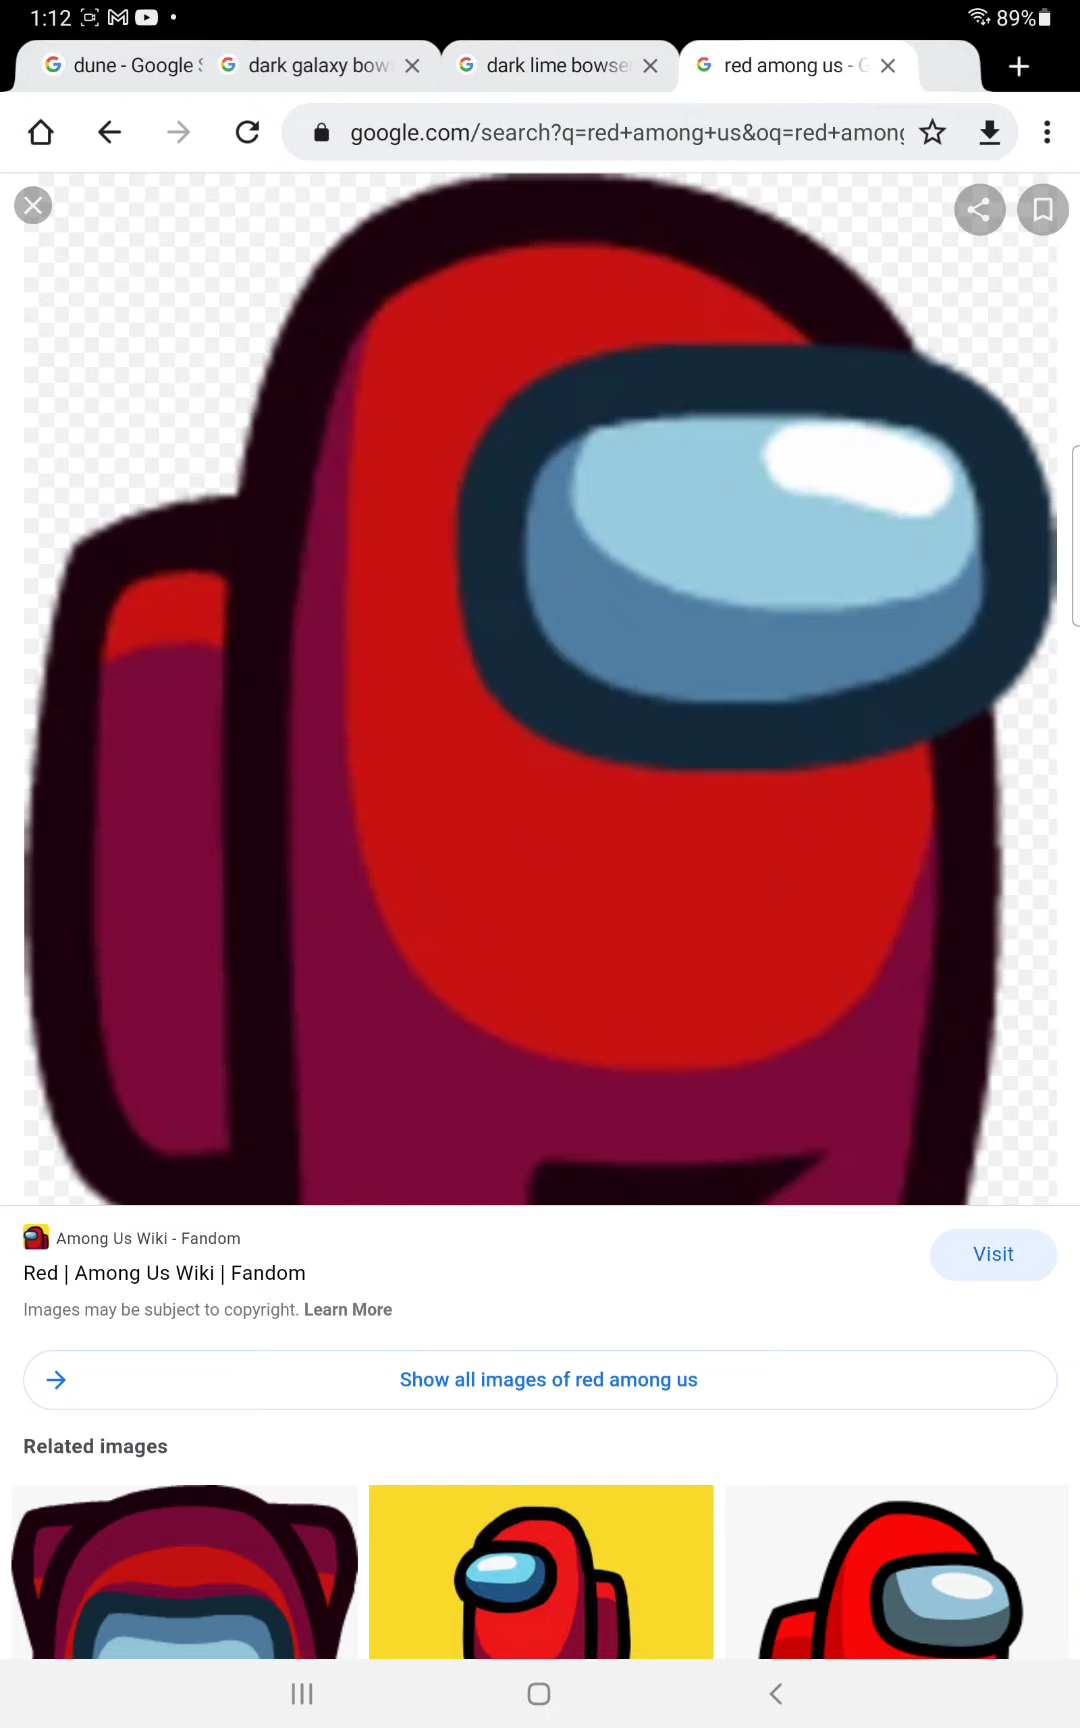 1:12
89%
dune - Google S
dark galaxy bow
dark lime bowse
red among us - G
google.com/search?q=red+among+us&oq=red+among
Among Us Wiki - Fandom
Visit
Red | Among Us Wiki | Fandom
Images may be subject to copyright. Learn More
Show all images of red among us
Related images